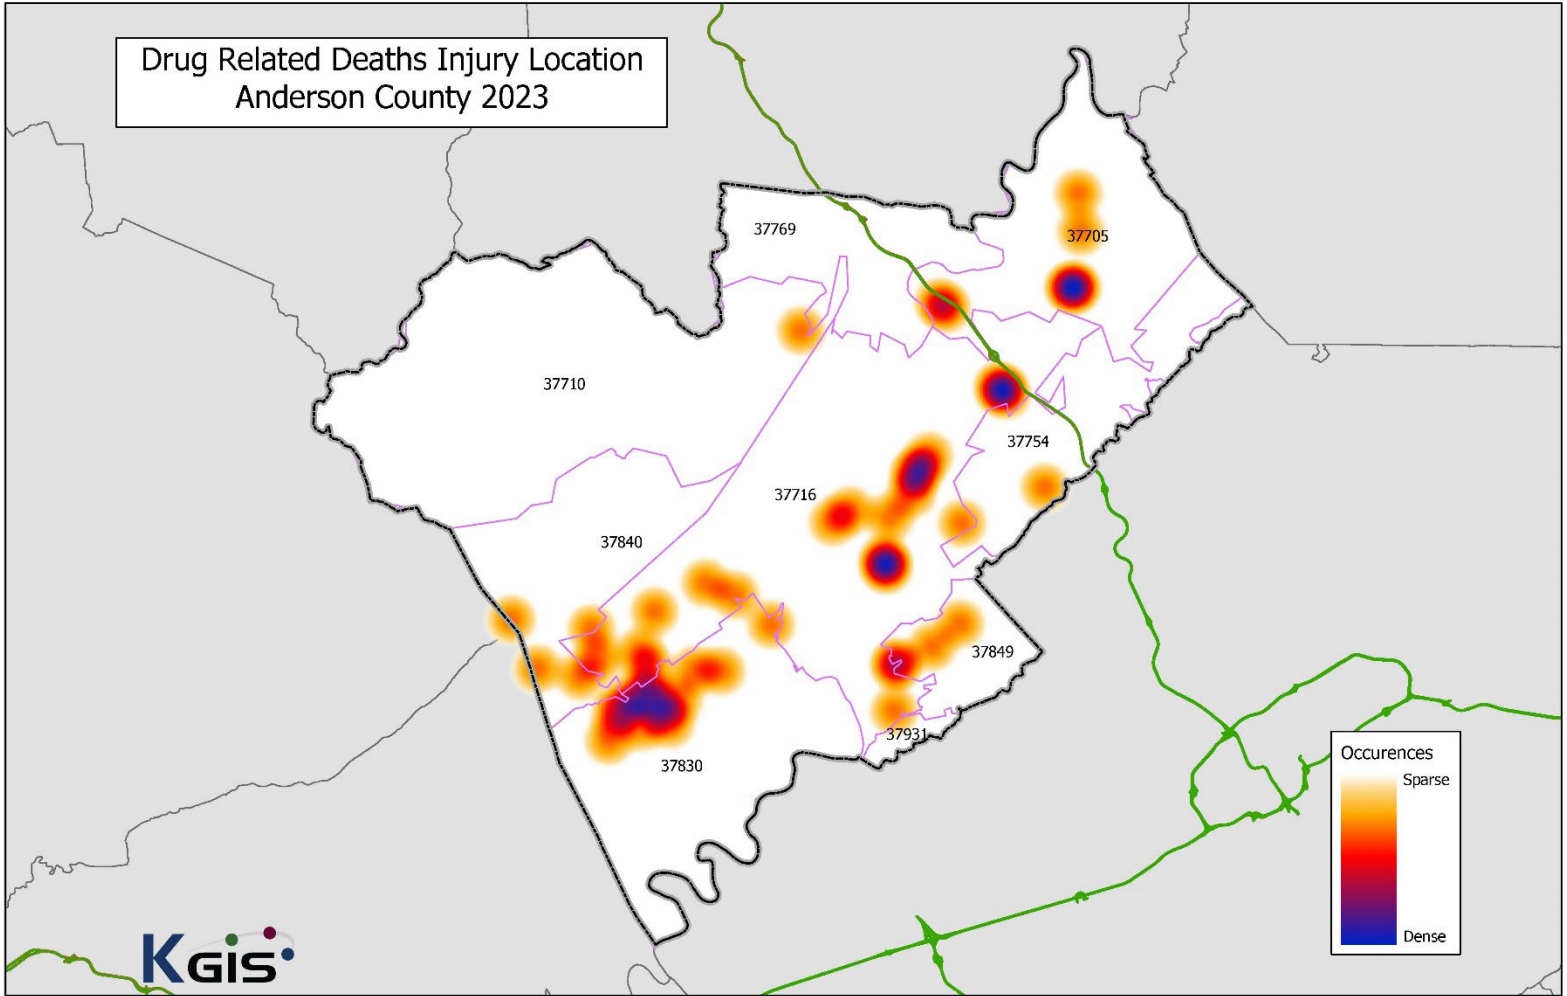 Drug Related Deaths Injury Location
Anderson County 2023
37769
37705
37710
37754
37716
37840
37849
37931
37830
Occurences
Sparse
Dense
KGIS